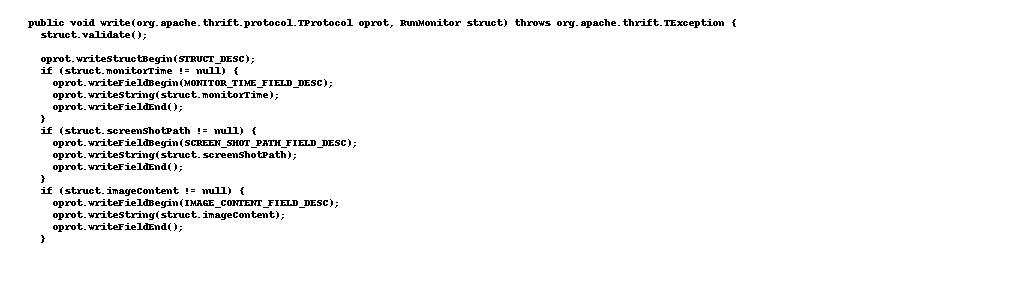 public void write(org.apache.thrift.protocol.TProtocol oprot, RunMonitor struct) throws org.apache.thrift.TException {
struct.validate();
oprot.writeStructBegin(STRUCT_DESC);
if (struct.monitorTime != null) {
oprot.writeFieldBegin(MONITOR_TIME_FIELD_DESC);
oprot.writeString(struct.monitorTime);
oprot.writeFieldEnd();
}
if (struct.screenShotPath != null) {
oprot.writeFieldBegin(SCREEN_SHOT_PATH_FIELD_DESC);
oprot.writeString(struct.screenShotPath);
oprot.writeFieldEnd();
}
if (struct.imageContent != null) {
oprot.writeFieldBegin(IMAGE_CONTENT_FIELD_DESC);
oprot.writeString(struct.imageContent);
oprot.writeFieldEnd();
}